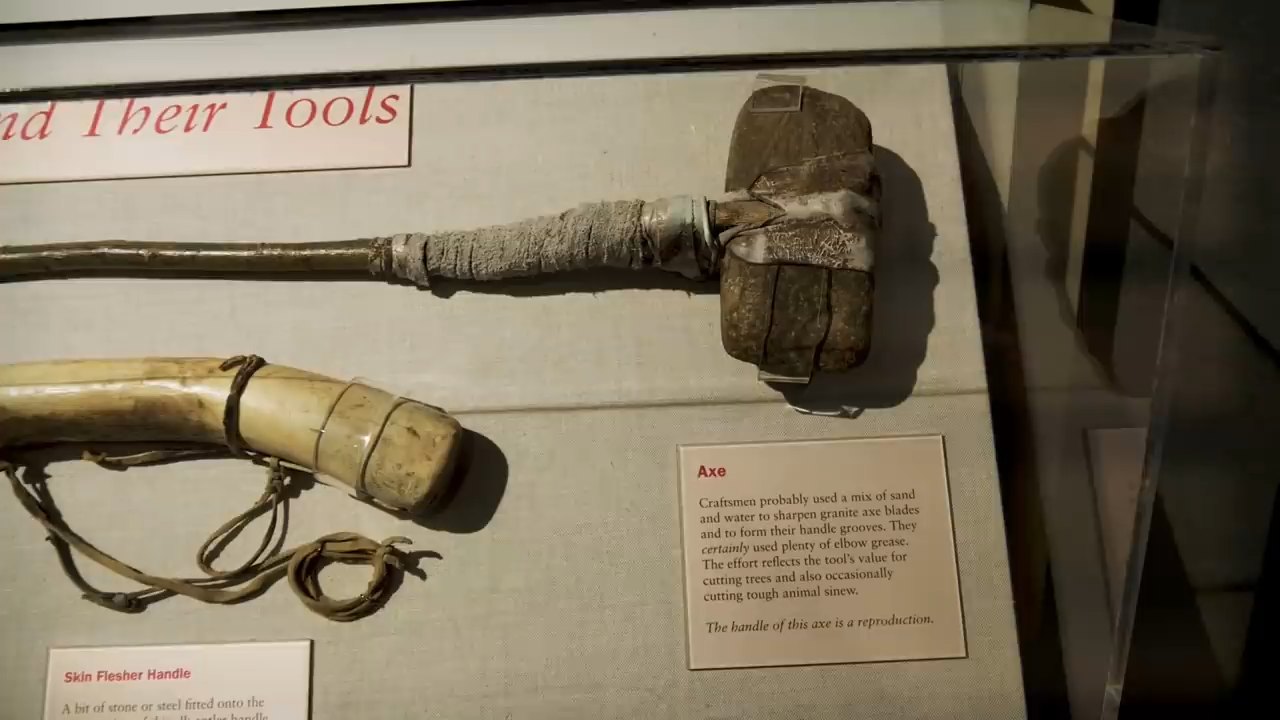 nd Their Tools
Axe
Craftsmen probably used a mix of sand
and water to sharpen granite axe blades
and to form their handle grooves. They
certainly used plenty of elbow grease.
The effort reflects the tool's value for
cutting trees and also occasionally
cutting tough animal sinew.
The handle of this axe is a reproduction.
Skin Flesher Handle
A bit of stone or steel fitted onto the
handle